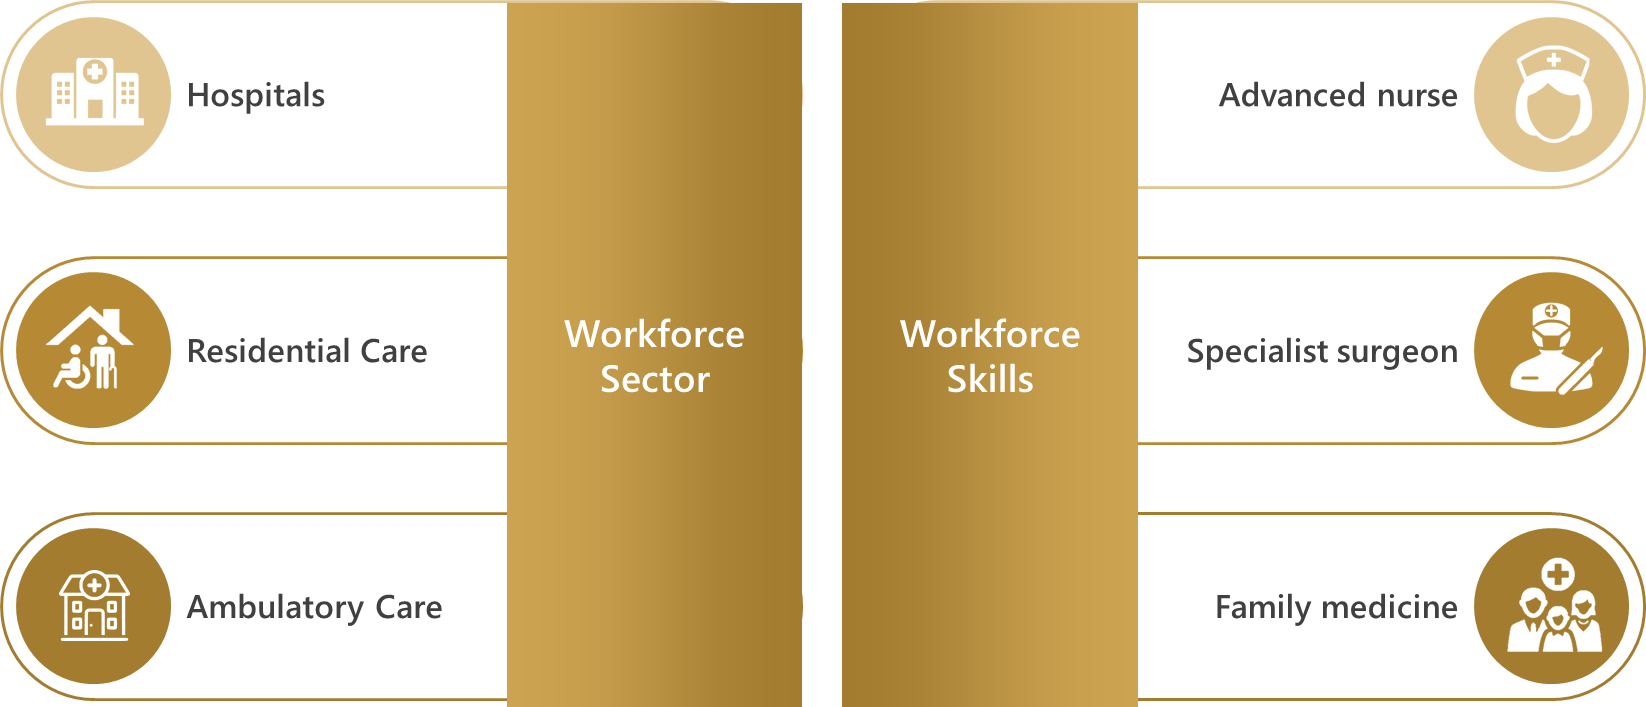 Hospitals
Residential Care
Ambulatory Care
Workforce
Sector
Workforce
Skills
Advanced nurse
Specialist surgeon
Family medicine